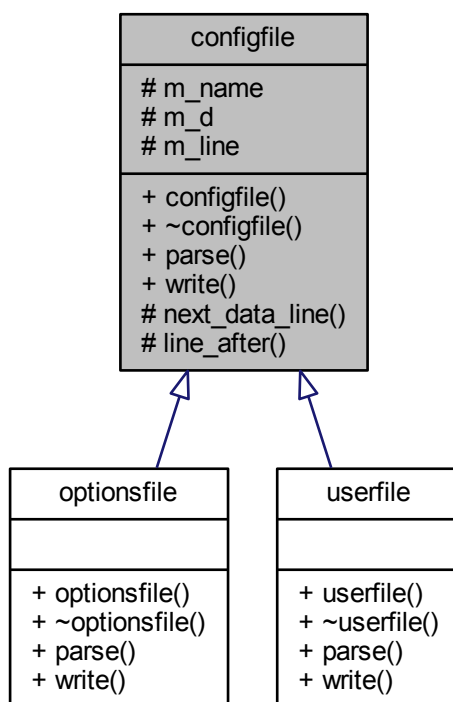 configfile
# m_name
# m_d
# m_line
+ configfile()
+ ~configfile()
+ parse()
+ write()
# next_data_line()
# line_after()
optionsfile
+ optionsfile()
+ ~optionsfile()
+ parse()
+ write()
userfile
+ userfile()
+ ~userfile()
+ parse()
+ write()